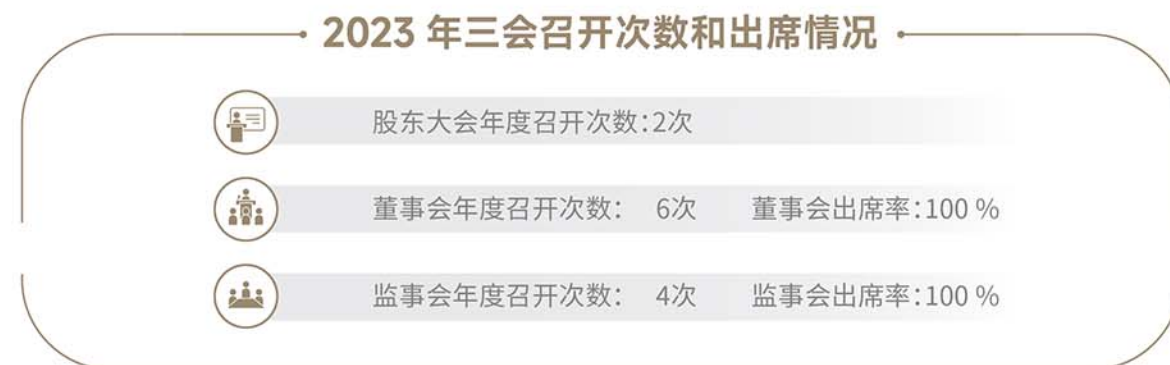 2023 年三会召开次数和出席情况
股东大会年度召开次数:2次
董事会年度召开次数: 6次 董事会出席率:100 %
监事会年度召开次数: 4次 监事会出席率:100 %